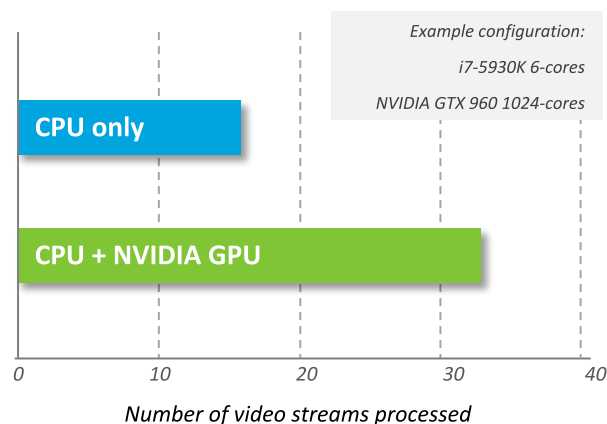 Example configuration:
i7-5930K 6-cores
NVIDIA GTX 960 1024-cores
CPU only
CPU + NVIDIA GPU
0 10 20 30 40
Number of video streams processed